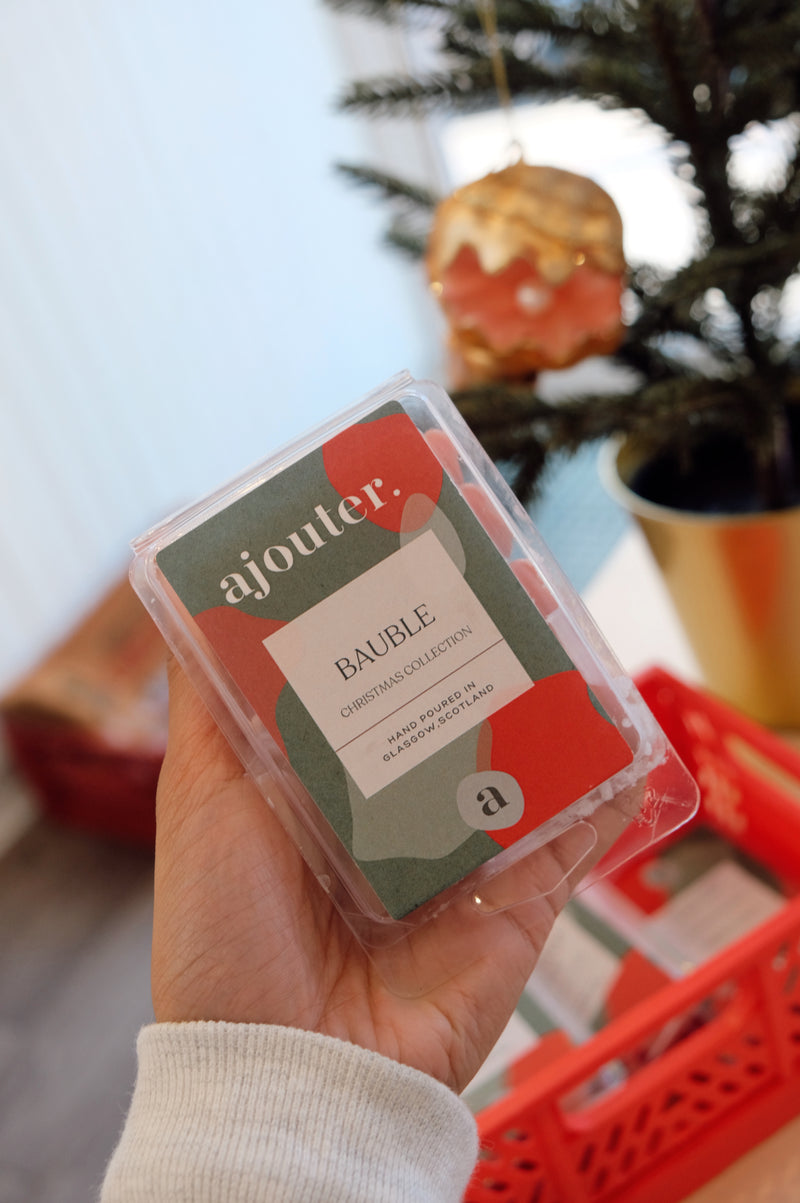 ajouter.
BAUBLE
CHRISTMAS COLLECTION
HAND POURED IN
GLASGOW, SCOTLAND
a